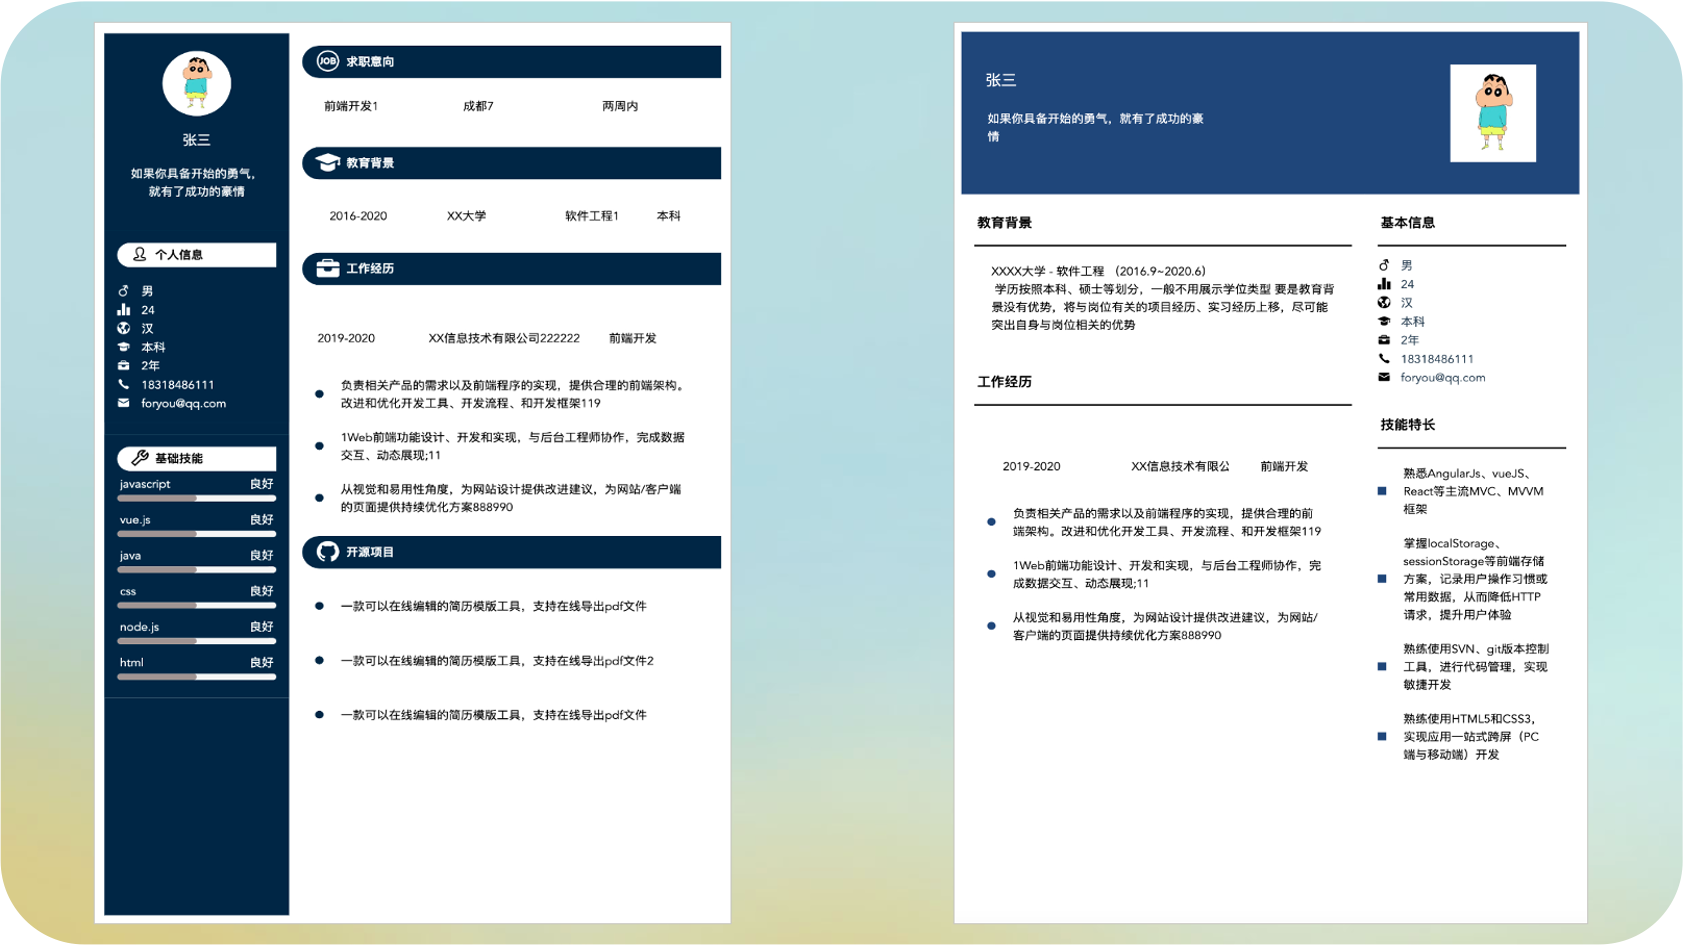 张三
如果你具备开始的勇气，
就有了成功的豪情
个人信息
男
24
汉
本科
2年
18318486111
foryou@qq.com
基础技能
javascript 良好
vue.js 良好
java 良好
css 良好
node.js 良好
html 良好
JOB 求职意向
前端开发1 成都7 两周内
教育背景
2016-2020 XX大学 软件工程1 本科
工作经历
2019-2020 XX信息技术有限公司222222 前端开发
负责相关产品的需求以及前端程序的实现，提供合理的前端架构。
改进和优化开发工具、开发流程、和开发框架119
1Web前端功能设计、开发和实现，与后台工程师协作，完成数据
交互、动态展现;11
从视觉和易用性角度，为网站设计提供改进建议，为网站/客户端
的页面提供持续优化方案888990
开源项目
一款可以在线编辑的简历模版工具，支持在线导出pdf文件
一款可以在线编辑的简历模版工具，支持在线导出pdf文件2
一款可以在线编辑的简历模版工具，支持在线导出pdf文件
张三
如果你具备开始的勇气，就有了成功的豪
情
教育背景
XXXX大学 - 软件工程 （2016.9~2020.6)
学历按照本科、硕士等划分，一般不用展示学位类型 要是教育背
景没有优势，将与岗位有关的项目经历、实习经历上移，尽可能
突出自身与岗位相关的优势
工作经历
2019-2020 XX信息技术有限公 前端开发
负责相关产品的需求以及前端程序的实现，提供合理的前
端架构。改进和优化开发工具、开发流程、和开发框架119
1Web前端功能设计、开发和实现，与后台工程师协作，完
成数据交互、动态展现;11
从视觉和易用性角度，为网站设计提供改进建议，为网站/
客户端的页面提供持续优化方案888990
基本信息
男
24
汉
本科
2年
18318486111
foryou@qq.com
技能特长
熟悉AngularJs、vueJS、
React等主流MVC、MVVM
框架
掌握localStorage、
sessionStorage等前端存储
方案，记录用户操作习惯或
常用数据，从而降低HTTP
请求，提升用户体验
熟练使用SVN、git版本控制
工具，进行代码管理，实现
敏捷开发
熟练使用HTML5和CSS3，
实现应用一站式跨屏（PC
端与移动端）开发